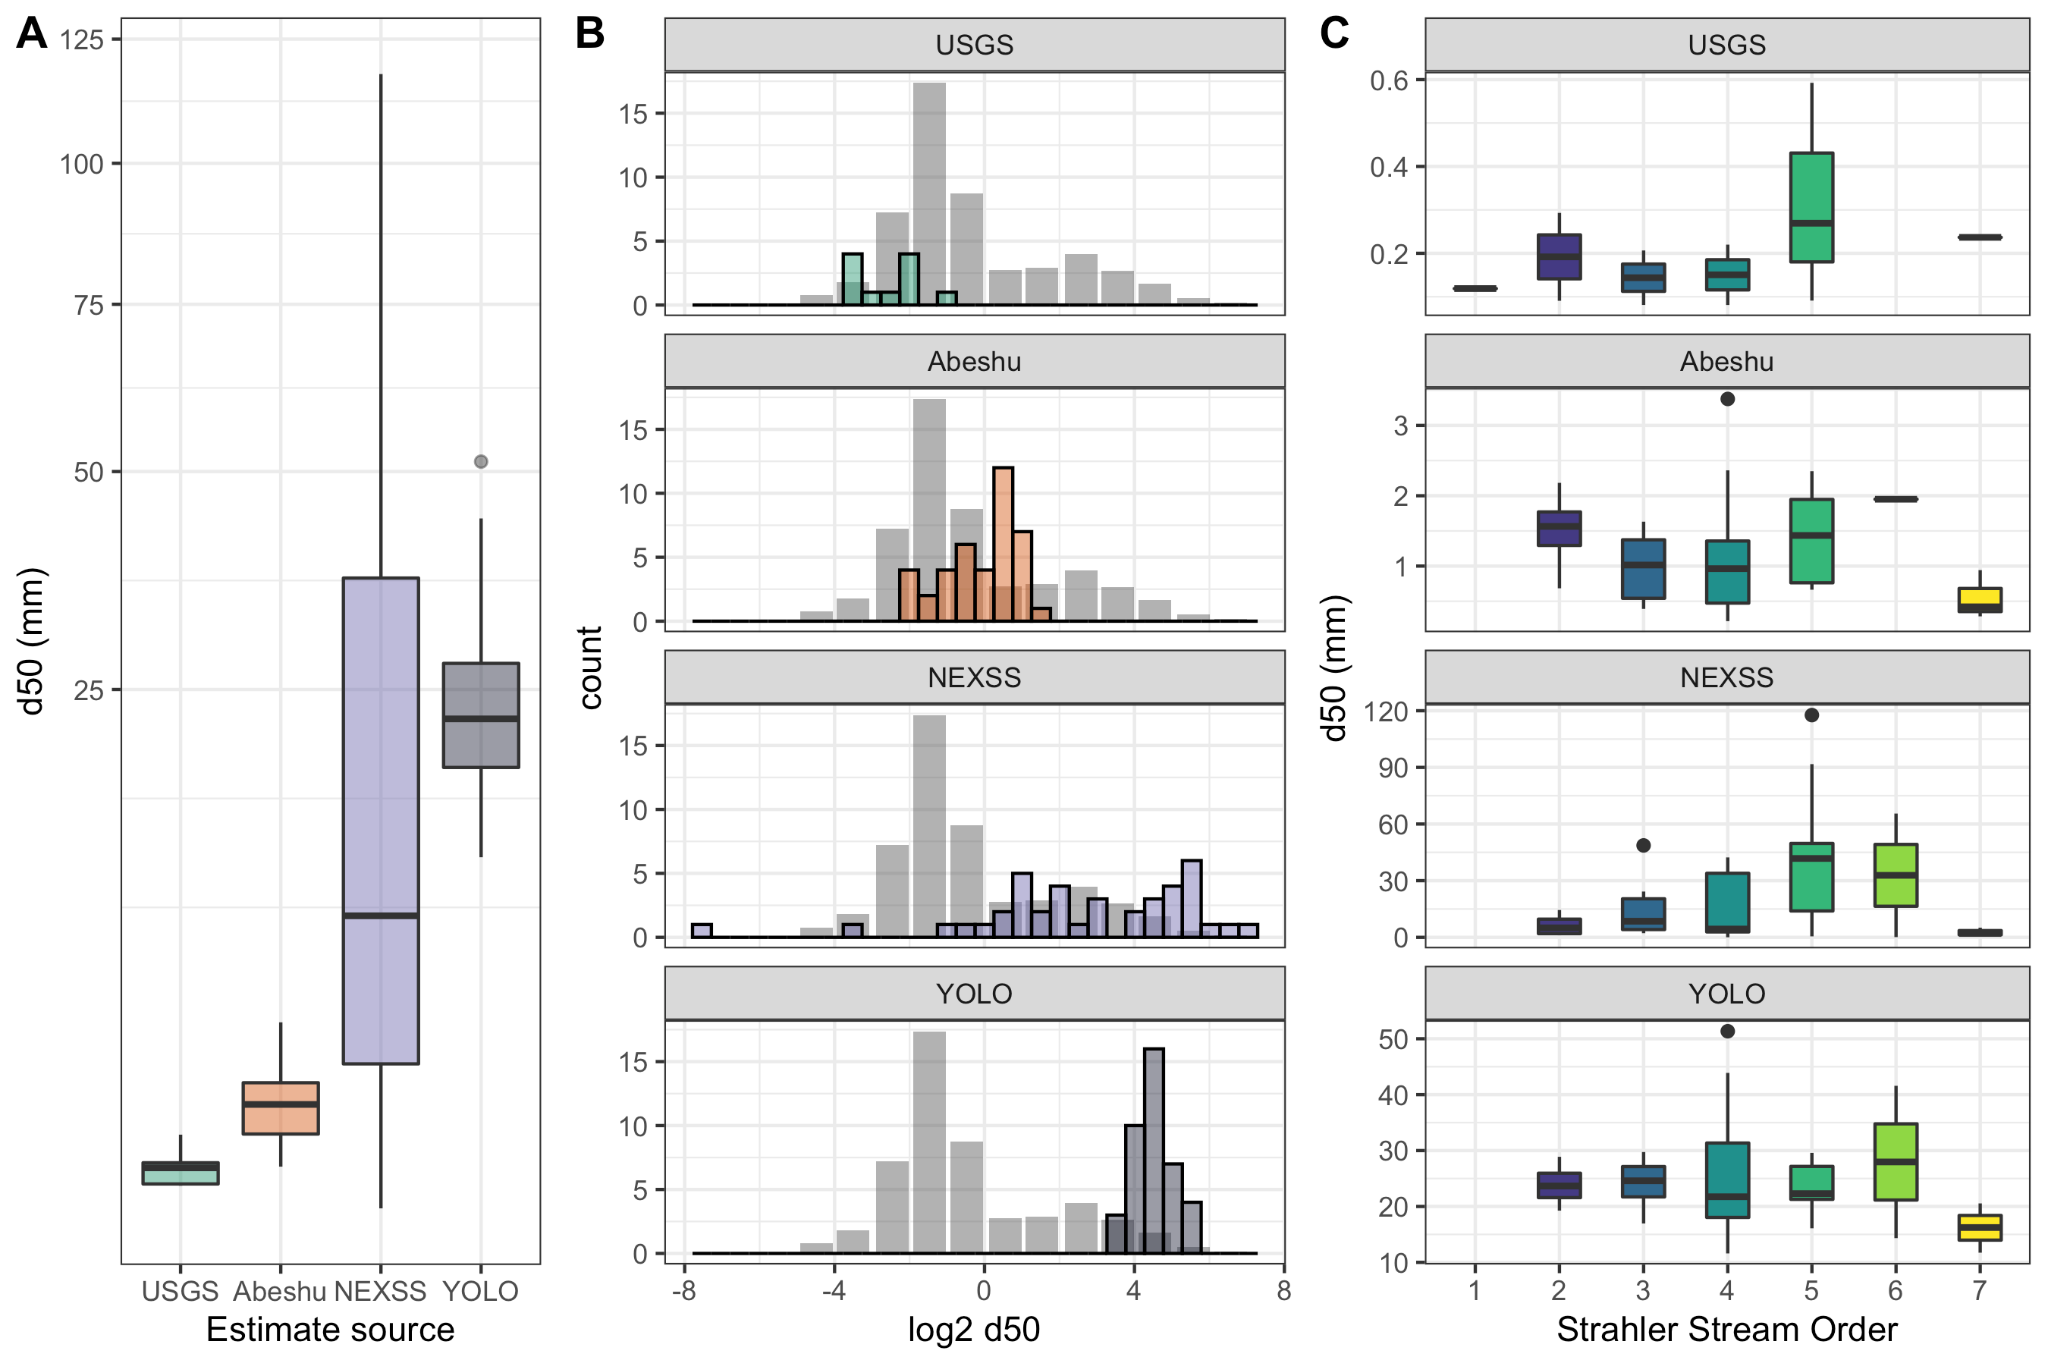 A
125
100
75
50
25
d50 (mm)
USGS Abeshu NEXSS YOLO
Estimate source
B
USGS
15
10
5
0
Abeshu
15
10
5
0
NEXSS
15
10
5
0
YOLO
15
10
5
0
count
-8 -4 0 4 8
log2 d50
C
USGS
0.6
0.4
0.2
Abeshu
3
2
1
NEXSS
120
90
60
30
0
YOLO
50
40
30
20
10
d50 (mm)
1 2 3 4 5 6 7
Strahler Stream Order